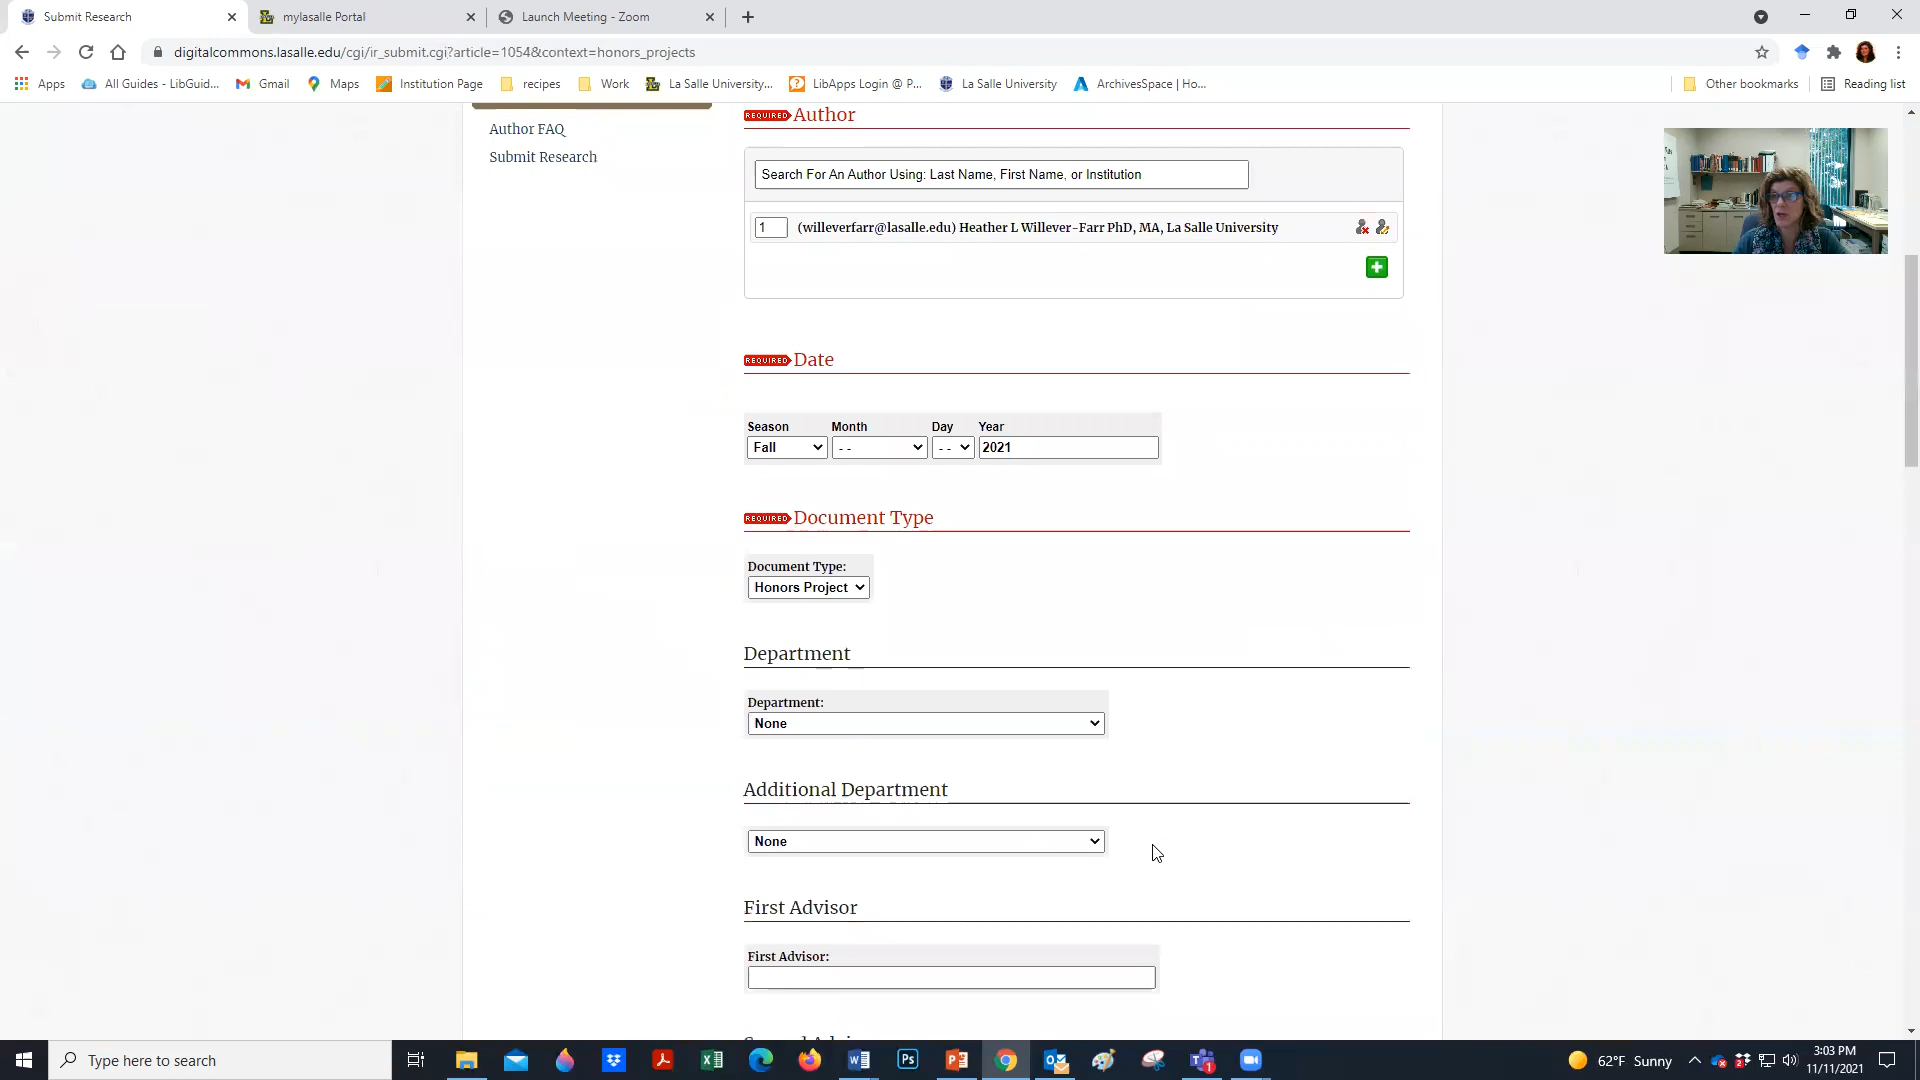 Submit Research
mylasalle Portal
Launch Meeting - Zoom
digitalcommons.lasalle.edu/cgi/ir_submit.cgi?article=1054&context=honors_projects
Apps
All Guides - LibGuid...
Gmail
Maps
Institution Page
recipes
Work
La Salle University...
LibApps Login @ P...
La Salle University
ArchivesSpace | Ho...
Other bookmarks
Reading list
Author FAQ
Submit Research
REQUIRED Author
Search For An Author Using: Last Name, First Name, or Institution
1 (willeverfarr@lasalle.edu) Heather L Willever-Farr PhD, MA, La Salle University
REQUIRED Date
Season Month Day Year
Fall - - - - 2021
REQUIRED Document Type
Document Type:
Honors Project
Department
Department:
None
Additional Department
None
First Advisor
First Advisor:
Type here to search
62°F Sunny
3:03 PM
11/11/2021